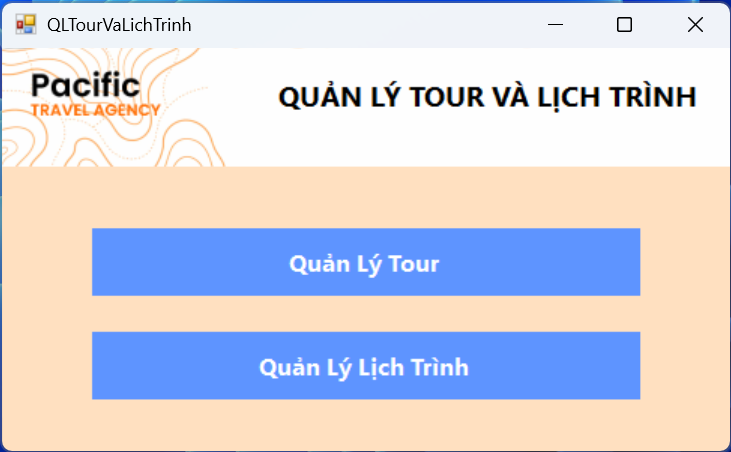 QLTourVaLichTrinh
Pacific
TRAVEL AGENCY
QUẢN LÝ TOUR VÀ LỊCH TRÌNH
Quản Lý Tour
Quản Lý Lịch Trình